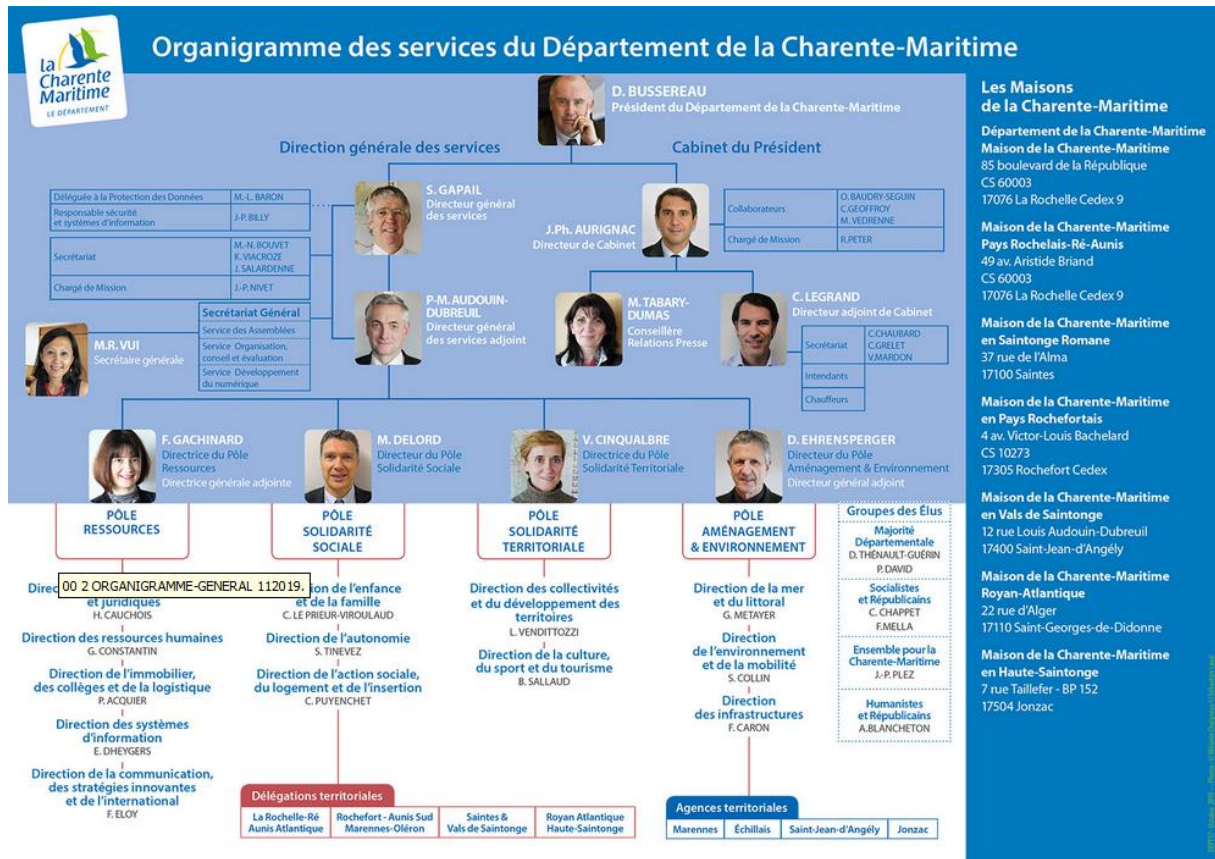 La
Charente
Maritime
LE DÉPARTEMENT
Organigramme des services du Département de la Charente-Maritime
D. BUSSEREAU
Président du Département de la Charente-Maritime
Direction générale des services
Cabinet du Président
Déléguée à la Protection des Données
M.-L. BARON
Responsable sécurité
et systèmes d'information
J-P. BILLY
Secrétariat
M.-N. BOUVET
K. VIACROZE
J. SALARDENNE
Chargé de Mission
J.-P. NIVET
S. GAPAIL
Directeur général
des services
J.Ph. AURIGNAC
Directeur de Cabinet
Collaborateurs
O. BAUDRY-SEGUIN
C.GEOFFROY
M. VEDRENNE
Chargé de Mission
R.PETER
M.R. VUI
Secrétaire générale
Secrétariat Général
Service des Assemblées
Service Organisation,
conseil et évaluation
Service Développement
du numérique
P-M. AUDOUIN-
DUBREUIL
Directeur général
des services adjoint
M. TABARY-
DUMAS
Conseillère
Relations Presse
C. LEGRAND
Directeur adjoint de Cabinet
Secrétariat
C.CHAUBARD
C.GRELET
V.MARDON
Intendants
Chauffeurs
F. GACHINARD
Directrice du Pôle
Ressources
Directrice générale adjointe
M. DELORD
Directeur du Pôle
Solidarité Sociale
V. CINQUALBRE
Directrice du Pôle
Solidarité Territoriale
D. EHRENSPERGER
Directeur du Pôle
Aménagement & Environnement
Directeur général adjoint
PÔLE
RESSOURCES
00 2 ORGANIGRAMME-GENERAL 112019.
Direc
et juridiques
H. CAUCHOIS
Direction des ressources humaines
G. CONSTANTIN
Direction de l'immobilier,
des collèges et de la logistique
P. ACQUIER
Direction des systèmes
d'information
E. DHEYGERS
Direction de la communication,
des stratégies innovantes
et de l'international
F. ELOY
PÔLE
SOLIDARITÉ
SOCIALE
ion de l'enfance
et de la famille
C. LE PRIEUR-VIROULAUD
Direction de l'autonomie
S. TINEVEZ
Direction de l'action sociale,
du logement et de l'insertion
C. PUYENCHET
Délégations territoriales
La Rochelle-Ré
Aunis Atlantique
Rochefort - Aunis Sud
Marennes-Oléron
Saintes &
Vals de Saintonge
Royan Atlantique
Haute-Saintonge
PÔLE
SOLIDARITÉ
TERRITORIALE
Direction des collectivités
et du développement des
territoires
L. VENDITTOZZI
Direction de la culture,
du sport et du tourisme
B. SALLAUD
PÔLE
AMÉNAGEMENT
& ENVIRONNEMENT
Direction de la mer
et du littoral
G. METAYER
Direction
de l'environnement
et de la mobilité
S. COLLIN
Direction
des infrastructures
F. CARON
Agences territoriales
Marennes
Échillais
Saint-Jean-d'Angély
Jonzac
Groupes des Élus
Majorité
Départementale
D. THÉNAULT-GUÉRIN
P. DAVID
Socialistes
et Républicains
C. CHAPPET
F.MELLA
Ensemble pour la
Charente-Maritime
J.-P. PLEZ
Humanistes
et Républicains
A.BLANCHETON
Les Maisons
de la Charente-Maritime
Département de la Charente-Maritime
Maison de la Charente-Maritime
85 boulevard de la République
CS 60003
17076 La Rochelle Cedex 9
Maison de la Charente-Maritime
Pays Rochelais-Ré-Aunis
49 av. Aristide Briand
CS 60003
17076 La Rochelle Cedex 9
Maison de la Charente-Maritime
en Saintonge Romane
37 rue de l'Alma
17100 Saintes
Maison de la Charente-Maritime
en Pays Rochefortais
4 av. Victor-Louis Bachelard
CS 10273
17305 Rochefort Cedex
Maison de la Charente-Maritime
en Vals de Saintonge
12 rue Louis Audouin-Dubreuil
17400 Saint-Jean-d'Angély
Maison de la Charente-Maritime
Royan-Atlantique
22 rue d'Alger
17110 Saint-Georges-de-Didonne
Maison de la Charente-Maritime
en Haute-Saintonge
7 rue Taillefer - BP 152
17504 Jonzac